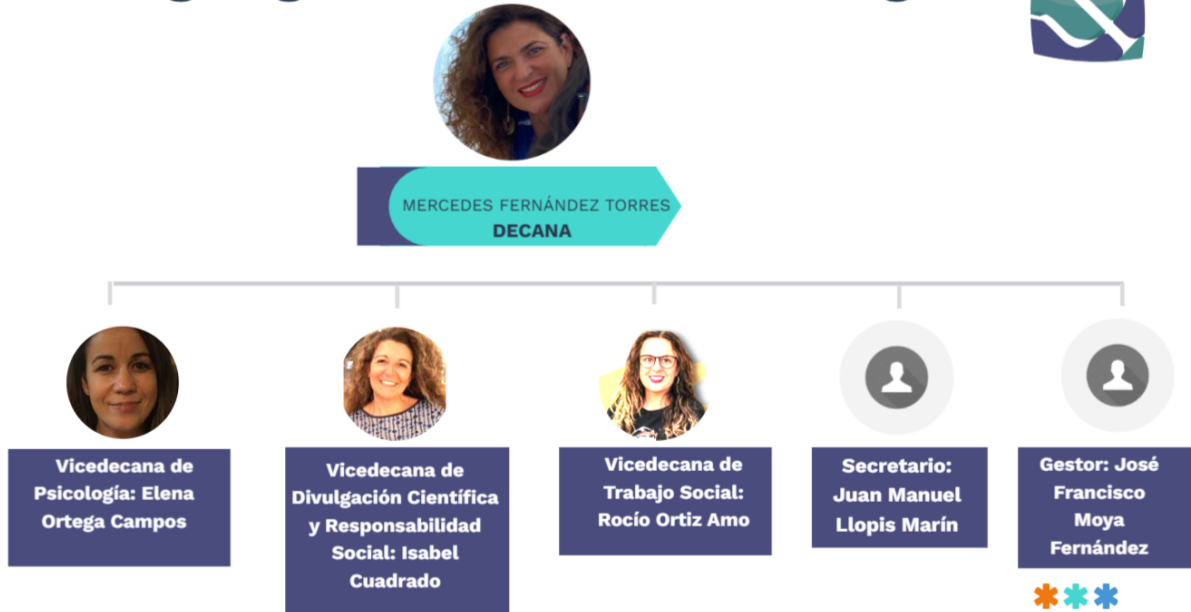 MERCEDES FERNÁNDEZ TORRES
DECANA
Vicedecana de
Psicología: Elena
Ortega Campos
Vicedecana de
Divulgación Científica
y Responsabilidad
Social: Isabel
Cuadrado
Vicedecana de
Trabajo Social:
Rocío Ortiz Amo
Secretario:
Juan Manuel
Llopis Marín
Gestor: José
Francisco
Moya
Fernández